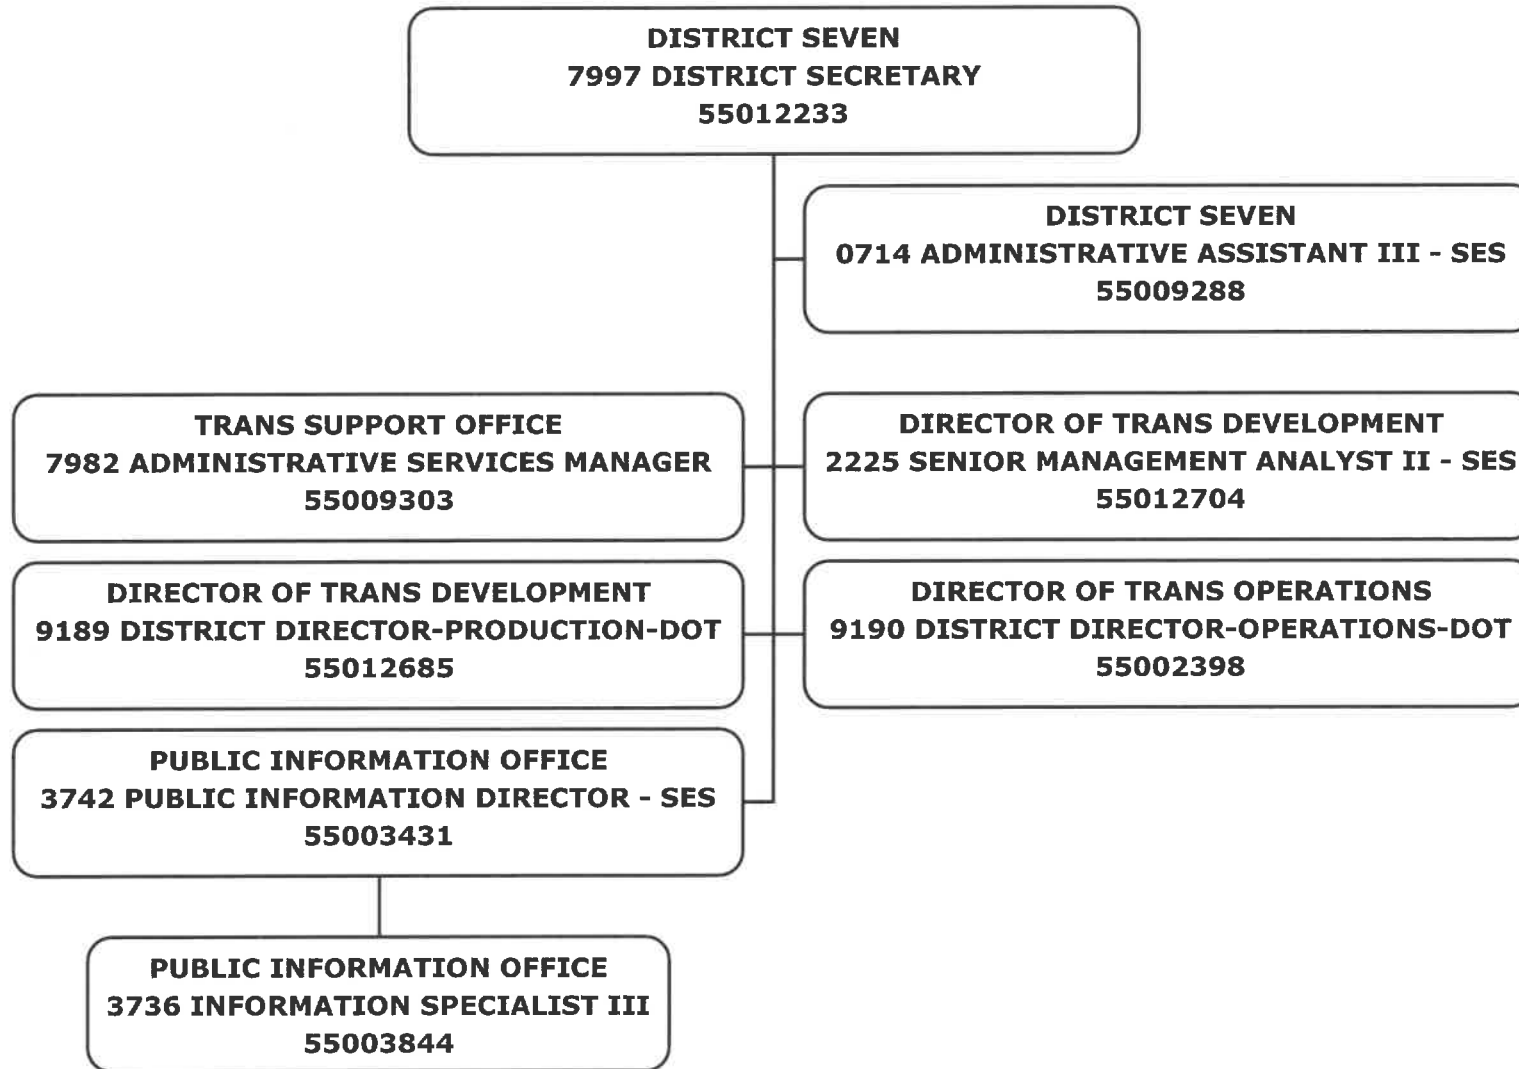 DISTRICT SEVEN
7997 DISTRICT SECRETARY
55012233
DISTRICT SEVEN
0714 ADMINISTRATIVE ASSISTANT III - SES
55009288
TRANS SUPPORT OFFICE
7982 ADMINISTRATIVE SERVICES MANAGER
55009303
DIRECTOR OF TRANS DEVELOPMENT
2225 SENIOR MANAGEMENT ANALYST II - SES
55012704
DIRECTOR OF TRANS DEVELOPMENT
9189 DISTRICT DIRECTOR-PRODUCTION-DOT
55012685
DIRECTOR OF TRANS OPERATIONS
9190 DISTRICT DIRECTOR-OPERATIONS-DOT
55002398
PUBLIC INFORMATION OFFICE
3742 PUBLIC INFORMATION DIRECTOR - SES
55003431
PUBLIC INFORMATION OFFICE
3736 INFORMATION SPECIALIST III
55003844